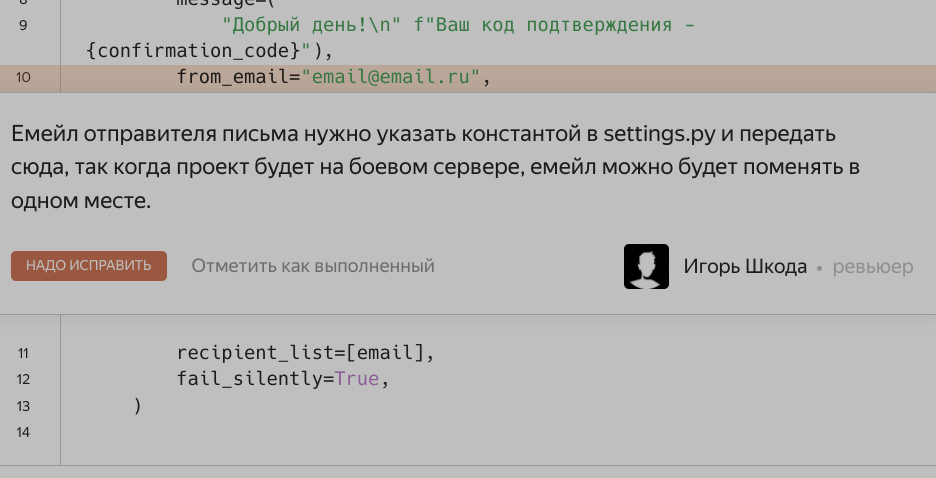 8 message=(
9 "Добрый день!\n" f"Ваш код подтверждения -
{confirmation_code}"),
10 from_email="email@email.ru",
Емейл отправителя письма нужно указать константой в settings.py и передать
сюда, так когда проект будет на боевом сервере, емейл можно будет поменять в
одном месте.
НАДО ИСПРАВИТЬ Отметить как выполненный Игорь Шкода • ревьюер
11 recipient_list=[email],
12 fail_silently=True,
13 )
14